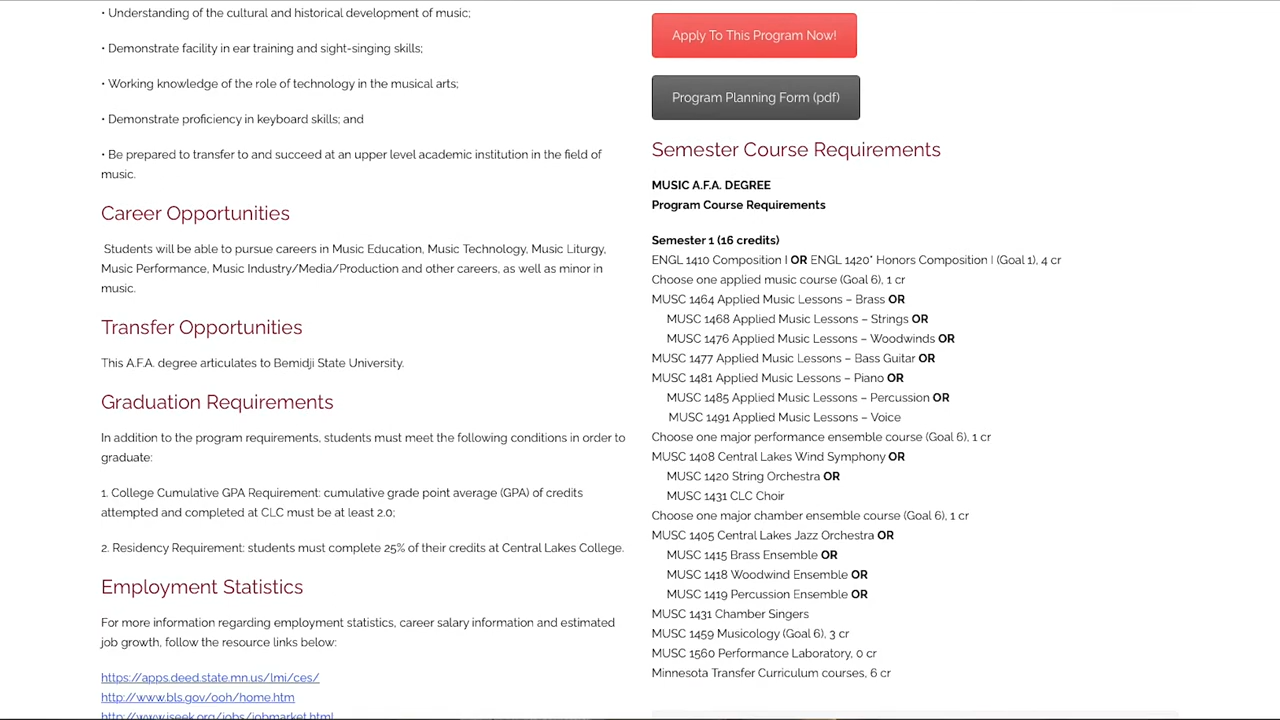 • Understanding of the cultural and historical development of music;
• Demonstrate facility in ear training and sight-singing skills;
• Working knowledge of the role of technology in the musical arts;
• Demonstrate proficiency in keyboard skills; and
• Be prepared to transfer to and succeed at an upper level academic institution in the field of
music.
Career Opportunities
Students will be able to pursue careers in Music Education, Music Technology, Music Liturgy,
Music Performance, Music Industry/Media/Production and other careers, as well as minor in
music.
Transfer Opportunities
This A.F.A. degree articulates to Bemidji State University.
Graduation Requirements
In addition to the program requirements, students must meet the following conditions in order to
graduate:
1. College Cumulative GPA Requirement: cumulative grade point average (GPA) of credits
attempted and completed at CLC must be at least 2.0;
2. Residency Requirement: students must complete 25% of their credits at Central Lakes College.
Employment Statistics
For more information regarding employment statistics, career salary information and estimated
job growth, follow the resource links below:
https://apps.deed.state.mn.us/lmi/ces/
http://www.bls.gov/ooh/home.htm
http://www.iseek.org/jobs/jobmarket.html
Apply To This Program Now!
Program Planning Form (pdf)
Semester Course Requirements
MUSIC A.F.A. DEGREE
Program Course Requirements
Semester 1 (16 credits)
ENGL 1410 Composition I OR ENGL 1420* Honors Composition I (Goal 1), 4 cr
Choose one applied music course (Goal 6), 1 cr
MUSC 1464 Applied Music Lessons – Brass OR
MUSC 1468 Applied Music Lessons – Strings OR
MUSC 1476 Applied Music Lessons – Woodwinds OR
MUSC 1477 Applied Music Lessons – Bass Guitar OR
MUSC 1481 Applied Music Lessons – Piano OR
MUSC 1485 Applied Music Lessons – Percussion OR
MUSC 1491 Applied Music Lessons – Voice
Choose one major performance ensemble course (Goal 6), 1 cr
MUSC 1408 Central Lakes Wind Symphony OR
MUSC 1420 String Orchestra OR
MUSC 1431 CLC Choir
Choose one major chamber ensemble course (Goal 6), 1 cr
MUSC 1405 Central Lakes Jazz Orchestra OR
MUSC 1415 Brass Ensemble OR
MUSC 1418 Woodwind Ensemble OR
MUSC 1419 Percussion Ensemble OR
MUSC 1431 Chamber Singers
MUSC 1459 Musicology (Goal 6), 3 cr
MUSC 1560 Performance Laboratory, 0 cr
Minnesota Transfer Curriculum courses, 6 cr